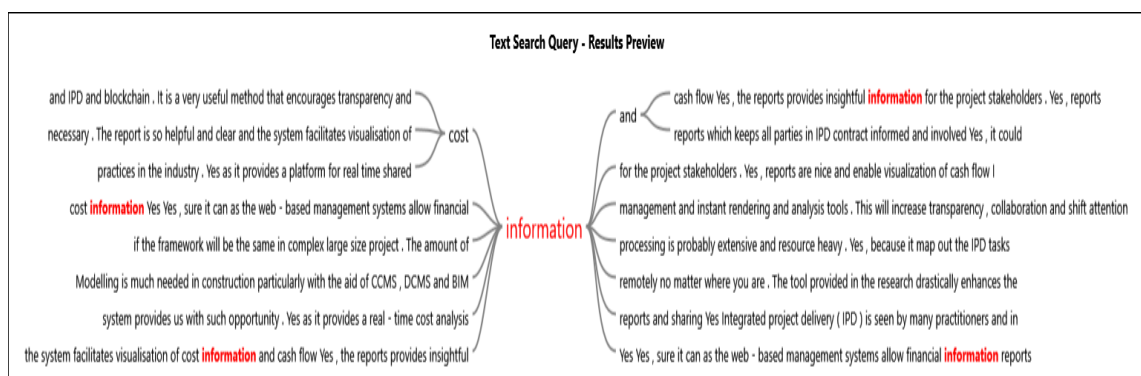 Text Search Query - Results Preview
and IPD and blockchain . It is a very useful method that encourages transparency and
necessary . The report is so helpful and clear and the system facilitates visualisation of
practices in the industry . Yes as it provides a platform for real time shared
cost
cost information Yes Yes , sure it can as the web - based management systems allow financial
if the framework will be the same in complex large size project . The amount of
Modelling is much needed in construction particularly with the aid of CCMS , DCMS and BIM
system provides us with such opportunity . Yes as it provides a real - time cost analysis
the system facilitates visualisation of cost information and cash flow Yes , the reports provides insightful
information
and
cash flow Yes , the reports provides insightful information for the project stakeholders . Yes , reports
reports which keeps all parties in IPD contract informed and involved Yes , it could
for the project stakeholders . Yes , reports are nice and enable visualization of cash flow I
management and instant rendering and analysis tools . This will increase transparency , collaboration and shift attention
processing is probably extensive and resource heavy . Yes , because it map out the IPD tasks
remotely no matter where you are . The tool provided in the research drastically enhances the
reports and sharing Yes Integrated project delivery ( IPD ) is seen by many practitioners and in
Yes Yes , sure it can as the web - based management systems allow financial information reports